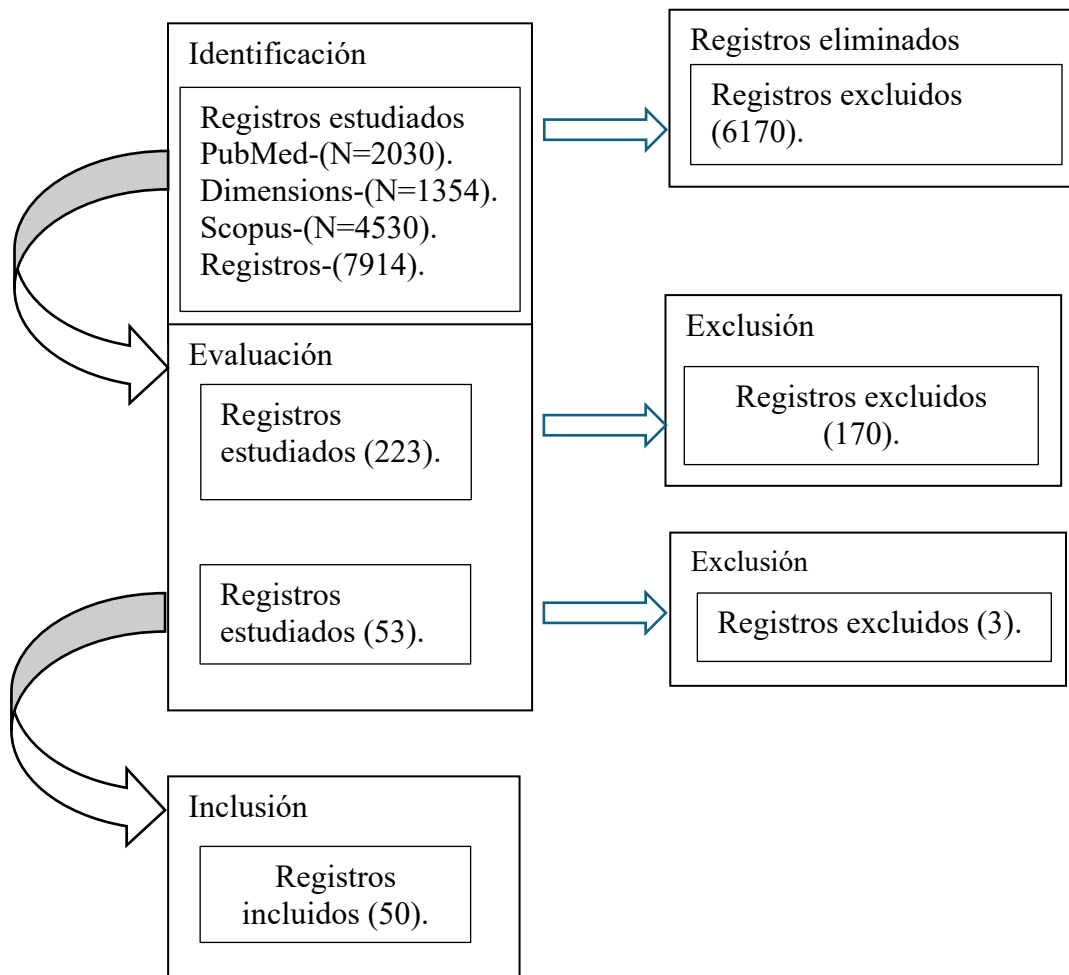 Identificación
Registros estudiados
PubMed-(N=2030).
Dimensions-(N=1354).
Scopus-(N=4530).
Registros-(7914).
Registros eliminados
Registros excluidos
(6170).
Evaluación
Registros
estudiados (223).
Exclusión
Registros excluidos
(170).
Registros
estudiados (53).
Exclusión
Registros excluidos (3).
Inclusión
Registros
incluidos (50).